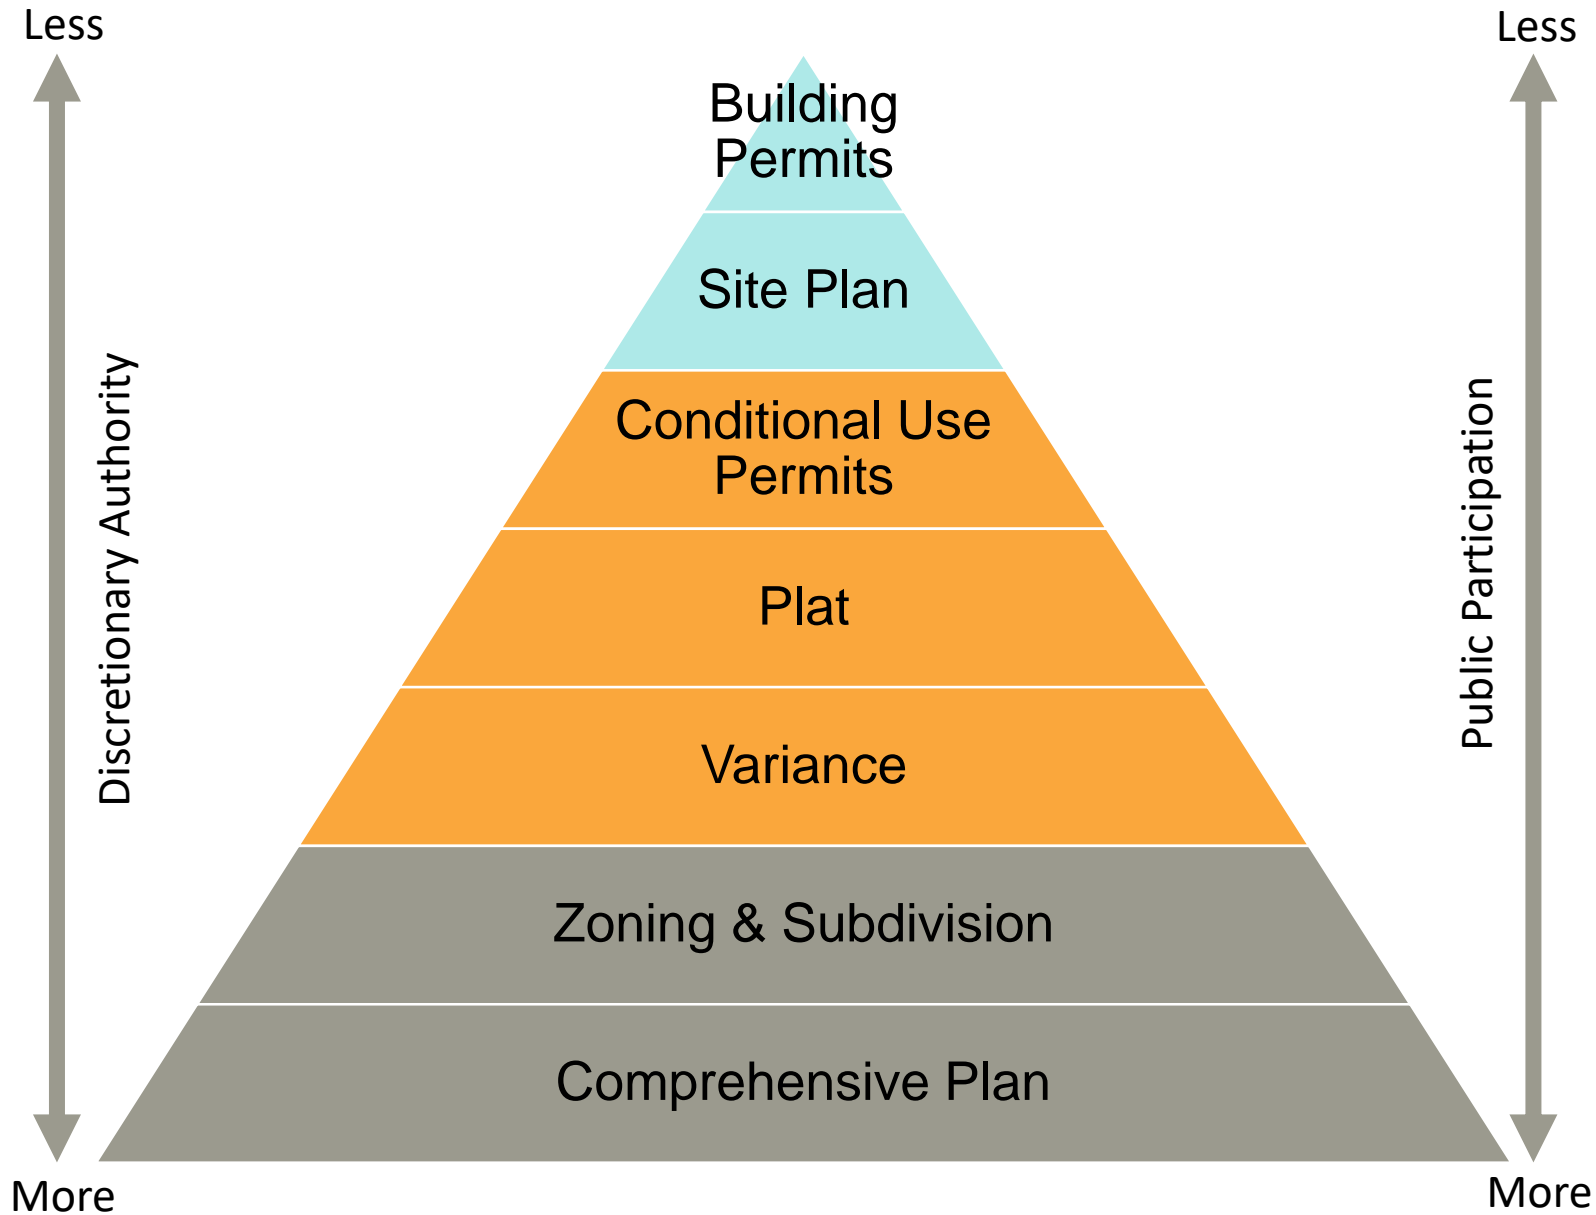 Less
Less
Building
Permits
Site Plan
Conditional Use
Permits
Plat
Variance
Zoning & Subdivision
Comprehensive Plan
Discretionary Authority
Public Participation
More
More